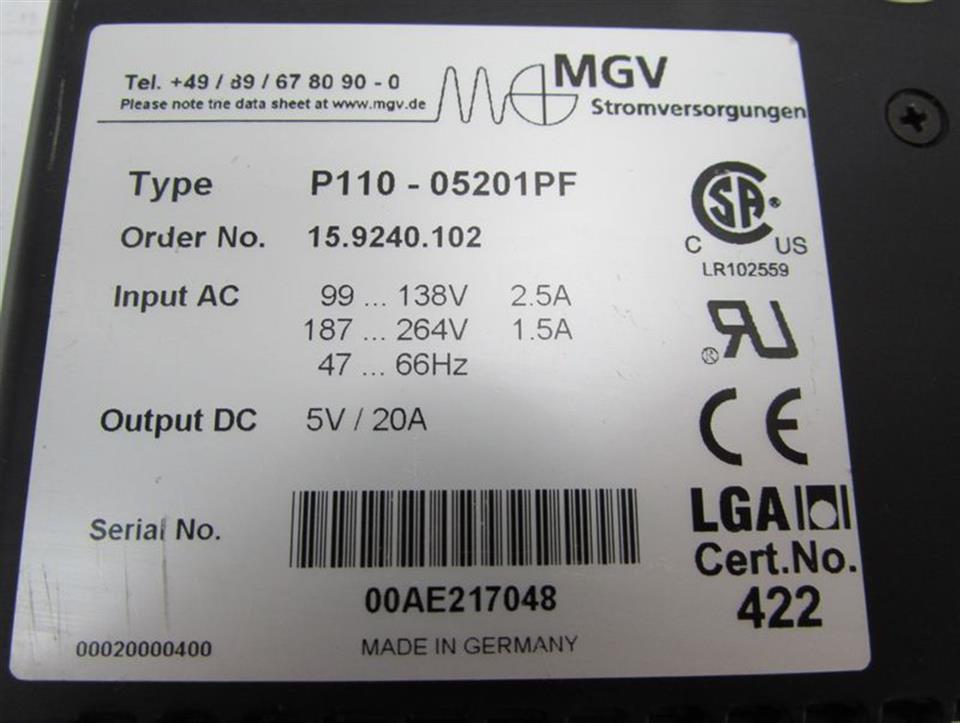 Tel. +49 / 89 / 67 80 90 - 0
Please note the data sheet at www.mgv.de
MGV
Stromversorgungen
Type P110 - 05201PF
Order No. 15.9240.102
Input AC 99 ... 138V 2.5A
187 ... 264V 1.5A
47 ... 66Hz
Output DC 5V / 20A
Serial No.
00AE217048
00020000400
MADE IN GERMANY
CSA ®
C US
LR102559
® RU
CE
LGA
Cert.No.
422